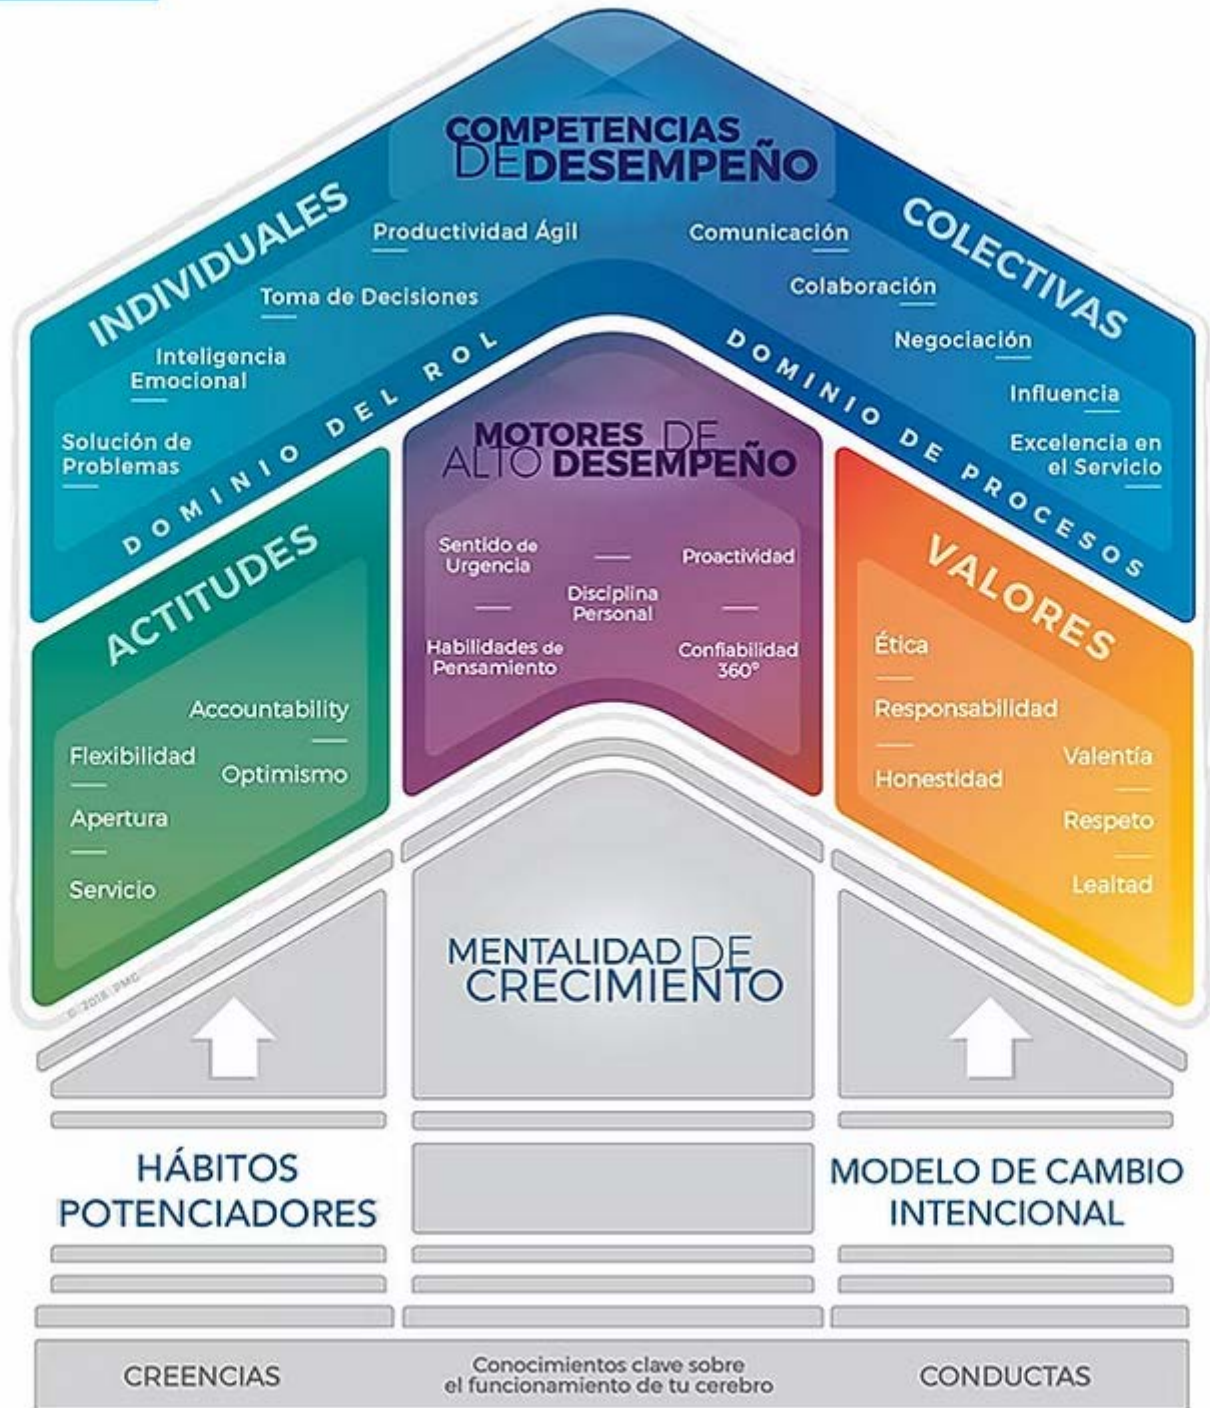 COMPETENCIAS
DE DESEMPEÑO
INDIVIDUALES
Productividad Ágil
Toma de Decisiones
Inteligencia
Emocional
Solución de
Problemas
DOMINIO DEL ROL
COLECTIVAS
Comunicación
Colaboración
Negociación
Influencia
Excelencia en
el Servicio
DOMINIO DE PROCESOS
ACTITUDES
Accountability
Flexibilidad
Optimismo
Apertura
Servicio
MOTORES DE
ALTO DESEMPEÑO
Sentido de
Urgencia
Proactividad
Disciplina
Personal
Habilidades de
Pensamiento
Confiabilidad
360°
VALORES
Ética
Responsabilidad
Honestidad
Valentía
Respeto
Lealtad
© 2018 PMG
MENTALIDAD DE
CRECIMIENTO
HÁBITOS
POTENCIADORES
MODELO DE CAMBIO
INTENCIONAL
CREENCIAS
Conocimientos clave sobre
el funcionamiento de tu cerebro
CONDUCTAS